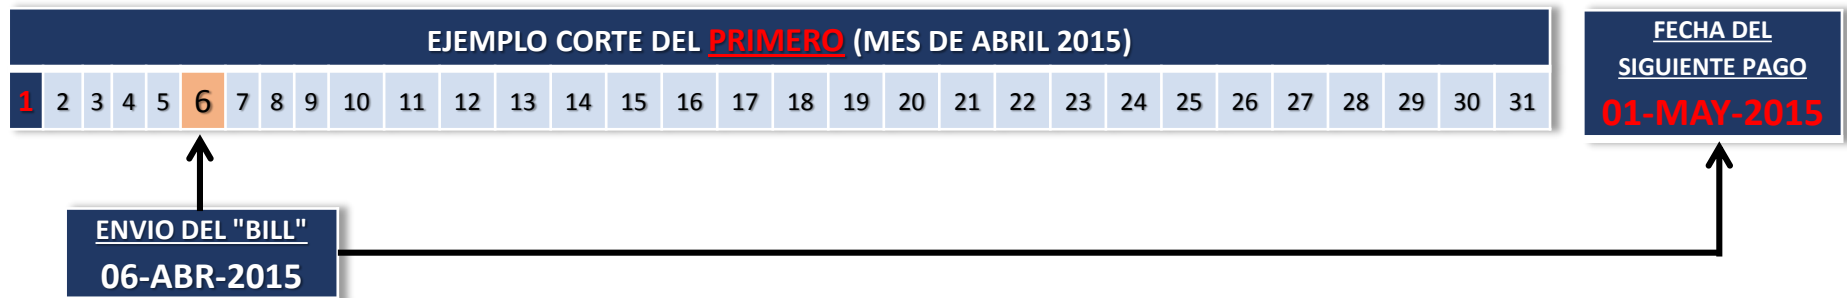 EJEMPLO CORTE DEL PRIMERO (MES DE ABRIL 2015)
1 2 3 4 5 6 7 8 9 10 11 12 13 14 15 16 17 18 19 20 21 22 23 24 25 26 27 28 29 30 31
FECHA DEL
SIGUIENTE PAGO
01-MAY-2015
ENVIO DEL "BILL"
06-ABR-2015